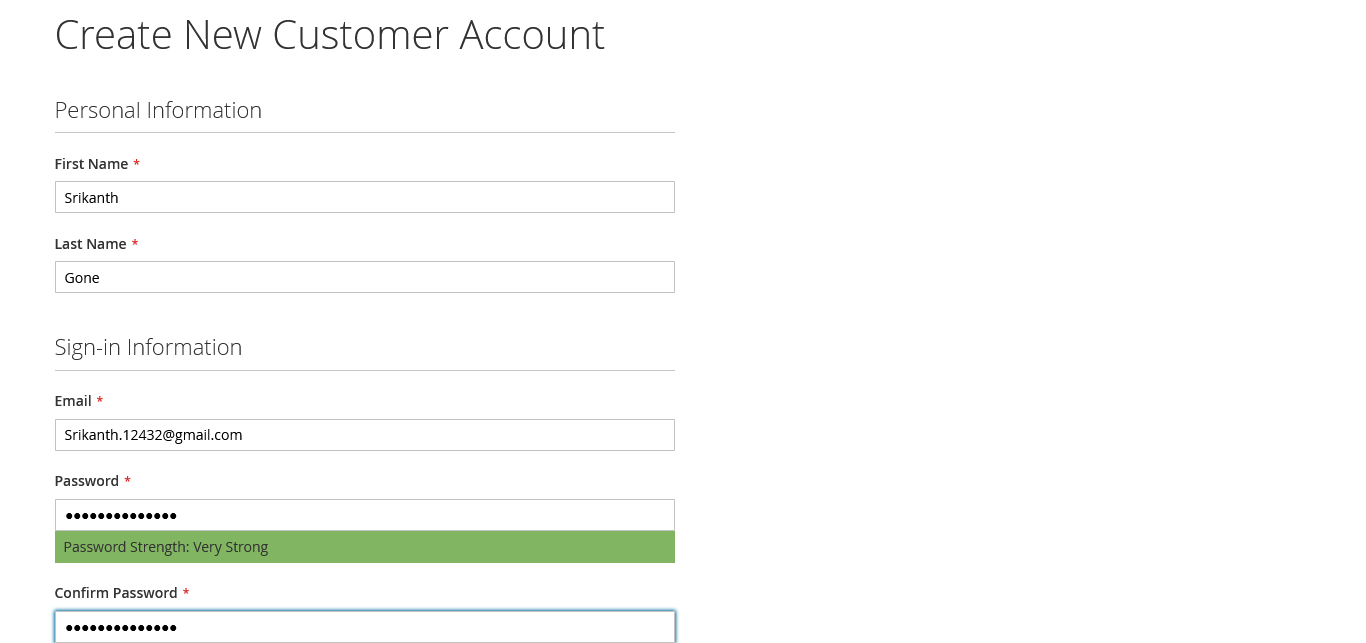 Create New Customer Account
Personal Information
First Name *
Srikanth
Last Name *
Gone
Sign-in Information
Email *
Srikanth.12432@gmail.com
Password *
••••••••••••••
Password Strength: Very Strong
Confirm Password *
••••••••••••••